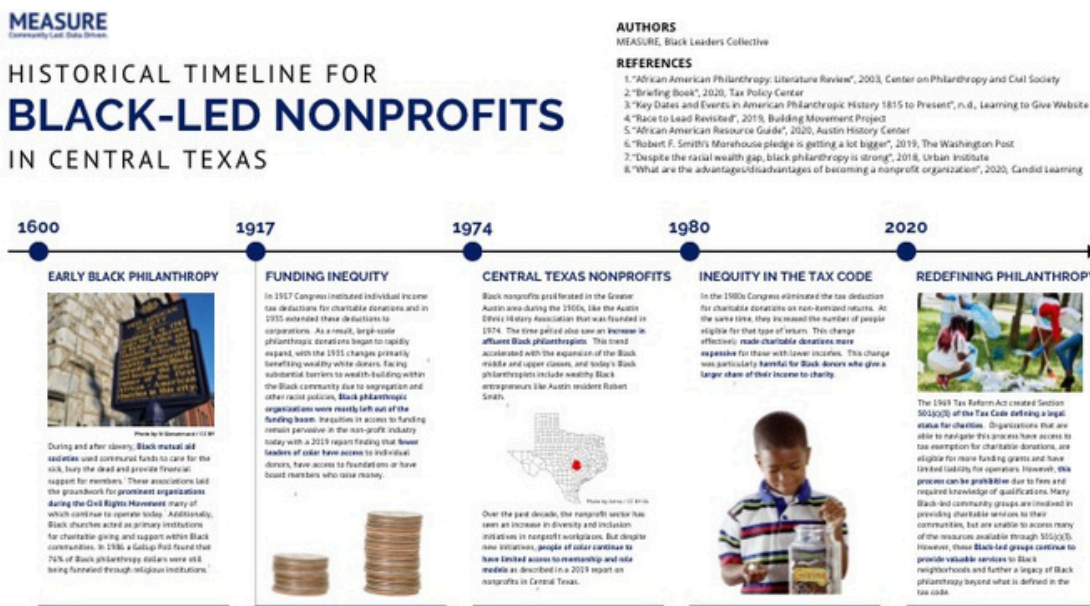 MEASURE
Community Led. Data Driven.
HISTORICAL TIMELINE FOR
BLACK-LED NONPROFITS
IN CENTRAL TEXAS
AUTHORS
MEASURE, Black Leaders Collective
REFERENCES
1."African American Philanthropy: Literature Review", 2003, Center on Philanthropy and Civil Society
2."Briefing Book", 2020, Tax Policy Center
3."Key Dates and Events in American Philanthropic History 1815 to Present", n.d., Learning to Give Website
4."Race to Lead Revisited", 2019, Building Movement Project
5."African American Resource Guide", 2020, Austin History Center
6."Robert F. Smith's Morehouse pledge is getting a lot bigger", 2019, The Washington Post
7."Despite the racial wealth gap, black philanthropy is strong", 2018, Urban Institute
8."What are the advantages/disadvantages of becoming a nonprofit organization", 2020, Candid Learning
1600
1917
1974
1980
2020
EARLY BLACK PHILANTHROPY
During and after slavery, Black mutual aid
societies used communal funds to care for the
sick, bury the dead and provide financial
support for members. These associations laid
the groundwork for prominent organizations
during the Civil Rights Movement many of
which continue to operate today. Additionally,
Black churches acted as primary institutions
for charitable giving and support within Black
communities. In 1986 a Gallup Poll found that
76% of Black philanthropy dollars were still
being funneled through religious institutions.
FUNDING INEQUITY
In 1917 Congress instituted individual income
tax deductions for charitable donations and in
1935 extended these deductions to
corporations. As a result, large-scale
philanthropic donations began to rapidly
expand, with the 1935 changes primarily
benefiting wealthy white donors. Facing
substantial barriers to wealth-building within
the Black community due to segregation and
other racist policies, Black philanthropic
organizations were mostly left out of the
funding boom. Inequities in access to funding
remain pervasive in the non-profit industry
today with a 2019 report finding that fewer
leaders of color have access to individual
donors, have access to foundations or have
board members who raise money.
CENTRAL TEXAS NONPROFITS
Black nonprofits proliferated in the Greater
Austin area during the 1900s, like the Austin
Ethnic History Association that was founded in
1974. The time period also saw an increase in
affluent Black philanthropists. This trend
accelerated with the expansion of the Black
middle and upper classes, and today's Black
philanthropists include wealthy Black
entrepreneurs like Austin resident Robert
Smith.
Over the past decade, the nonprofit sector has
seen an increase in diversity and inclusion
initiatives in nonprofit workplaces. But despite
new initiatives, people of color continue to
have limited access to mentorship and role
models as described in a 2019 report on
nonprofits in Central Texas.
INEQUITY IN THE TAX CODE
In the 1980s Congress eliminated the tax deduction
for charitable donations on non-itemized returns. At
the same time, they increased the number of people
eligible for that type of return. This change
effectively made charitable donations more
expensive for those with lower incomes. This change
was particularly harmful for Black donors who give a
larger share of their income to charity.
REDEFINING PHILANTHROPY
The 1969 Tax Reform Act created Section
501(c)(3) of the Tax Code defining a legal
status for charities. Organizations that are
able to navigate this process have access to
tax exemption for charitable donations, are
eligible for more funding grants and have
limited liability for operators. However, this
process can be prohibitive due to fees and
required knowledge of qualifications. Many
Black-led community groups are involved in
providing charitable services to their
communities, but are unable to access many
of the resources available through 501(c)(3).
However, these Black-led groups continue to
provide valuable services to Black
neighborhoods and further a legacy of Black
philanthropy beyond what is defined in the
tax code.